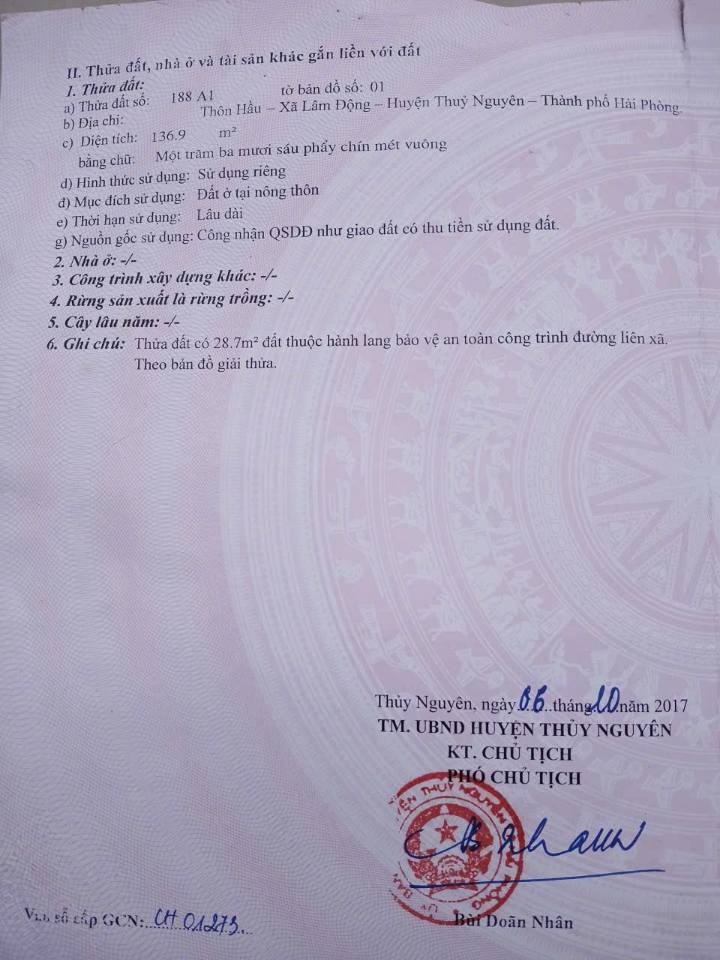 II. Thửa đất, nhà ở và tài sản khác gắn liền với đất
1. Thửa đất:
a) Thửa đất số: 188 A1 tờ bản đồ số: 01
b) Địa chỉ: Thôn Hầu – Xã Lâm Động – Huyện Thuỷ Nguyên – Thành phố Hải Phòng.
c) Diện tích: 136.9 m²
bằng chữ: Một trăm ba mươi sáu phẩy chín mét vuông
d) Hình thức sử dụng: Sử dụng riêng
đ) Mục đích sử dụng: Đất ở tại nông thôn
e) Thời hạn sử dụng: Lâu dài
g) Nguồn gốc sử dụng: Công nhận QSDĐ như giao đất có thu tiền sử dụng đất.
2. Nhà ở: -/-
3. Công trình xây dựng khác: -/-
4. Rừng sản xuất là rừng trồng: -/-
5. Cây lâu năm: -/-
6. Ghi chú: Thửa đất có 28.7m² đất thuộc hành lang bảo vệ an toàn công trình đường liên xã.
Theo bản đồ giải thửa.
Thủy Nguyên, ngày 06 tháng 10 năm 2017
TM. UBND HUYỆN THỦY NGUYÊN
KT. CHỦ TỊCH
PHÓ CHỦ TỊCH
Bùi Doãn Nhân
số cấp GCN: CH 01273